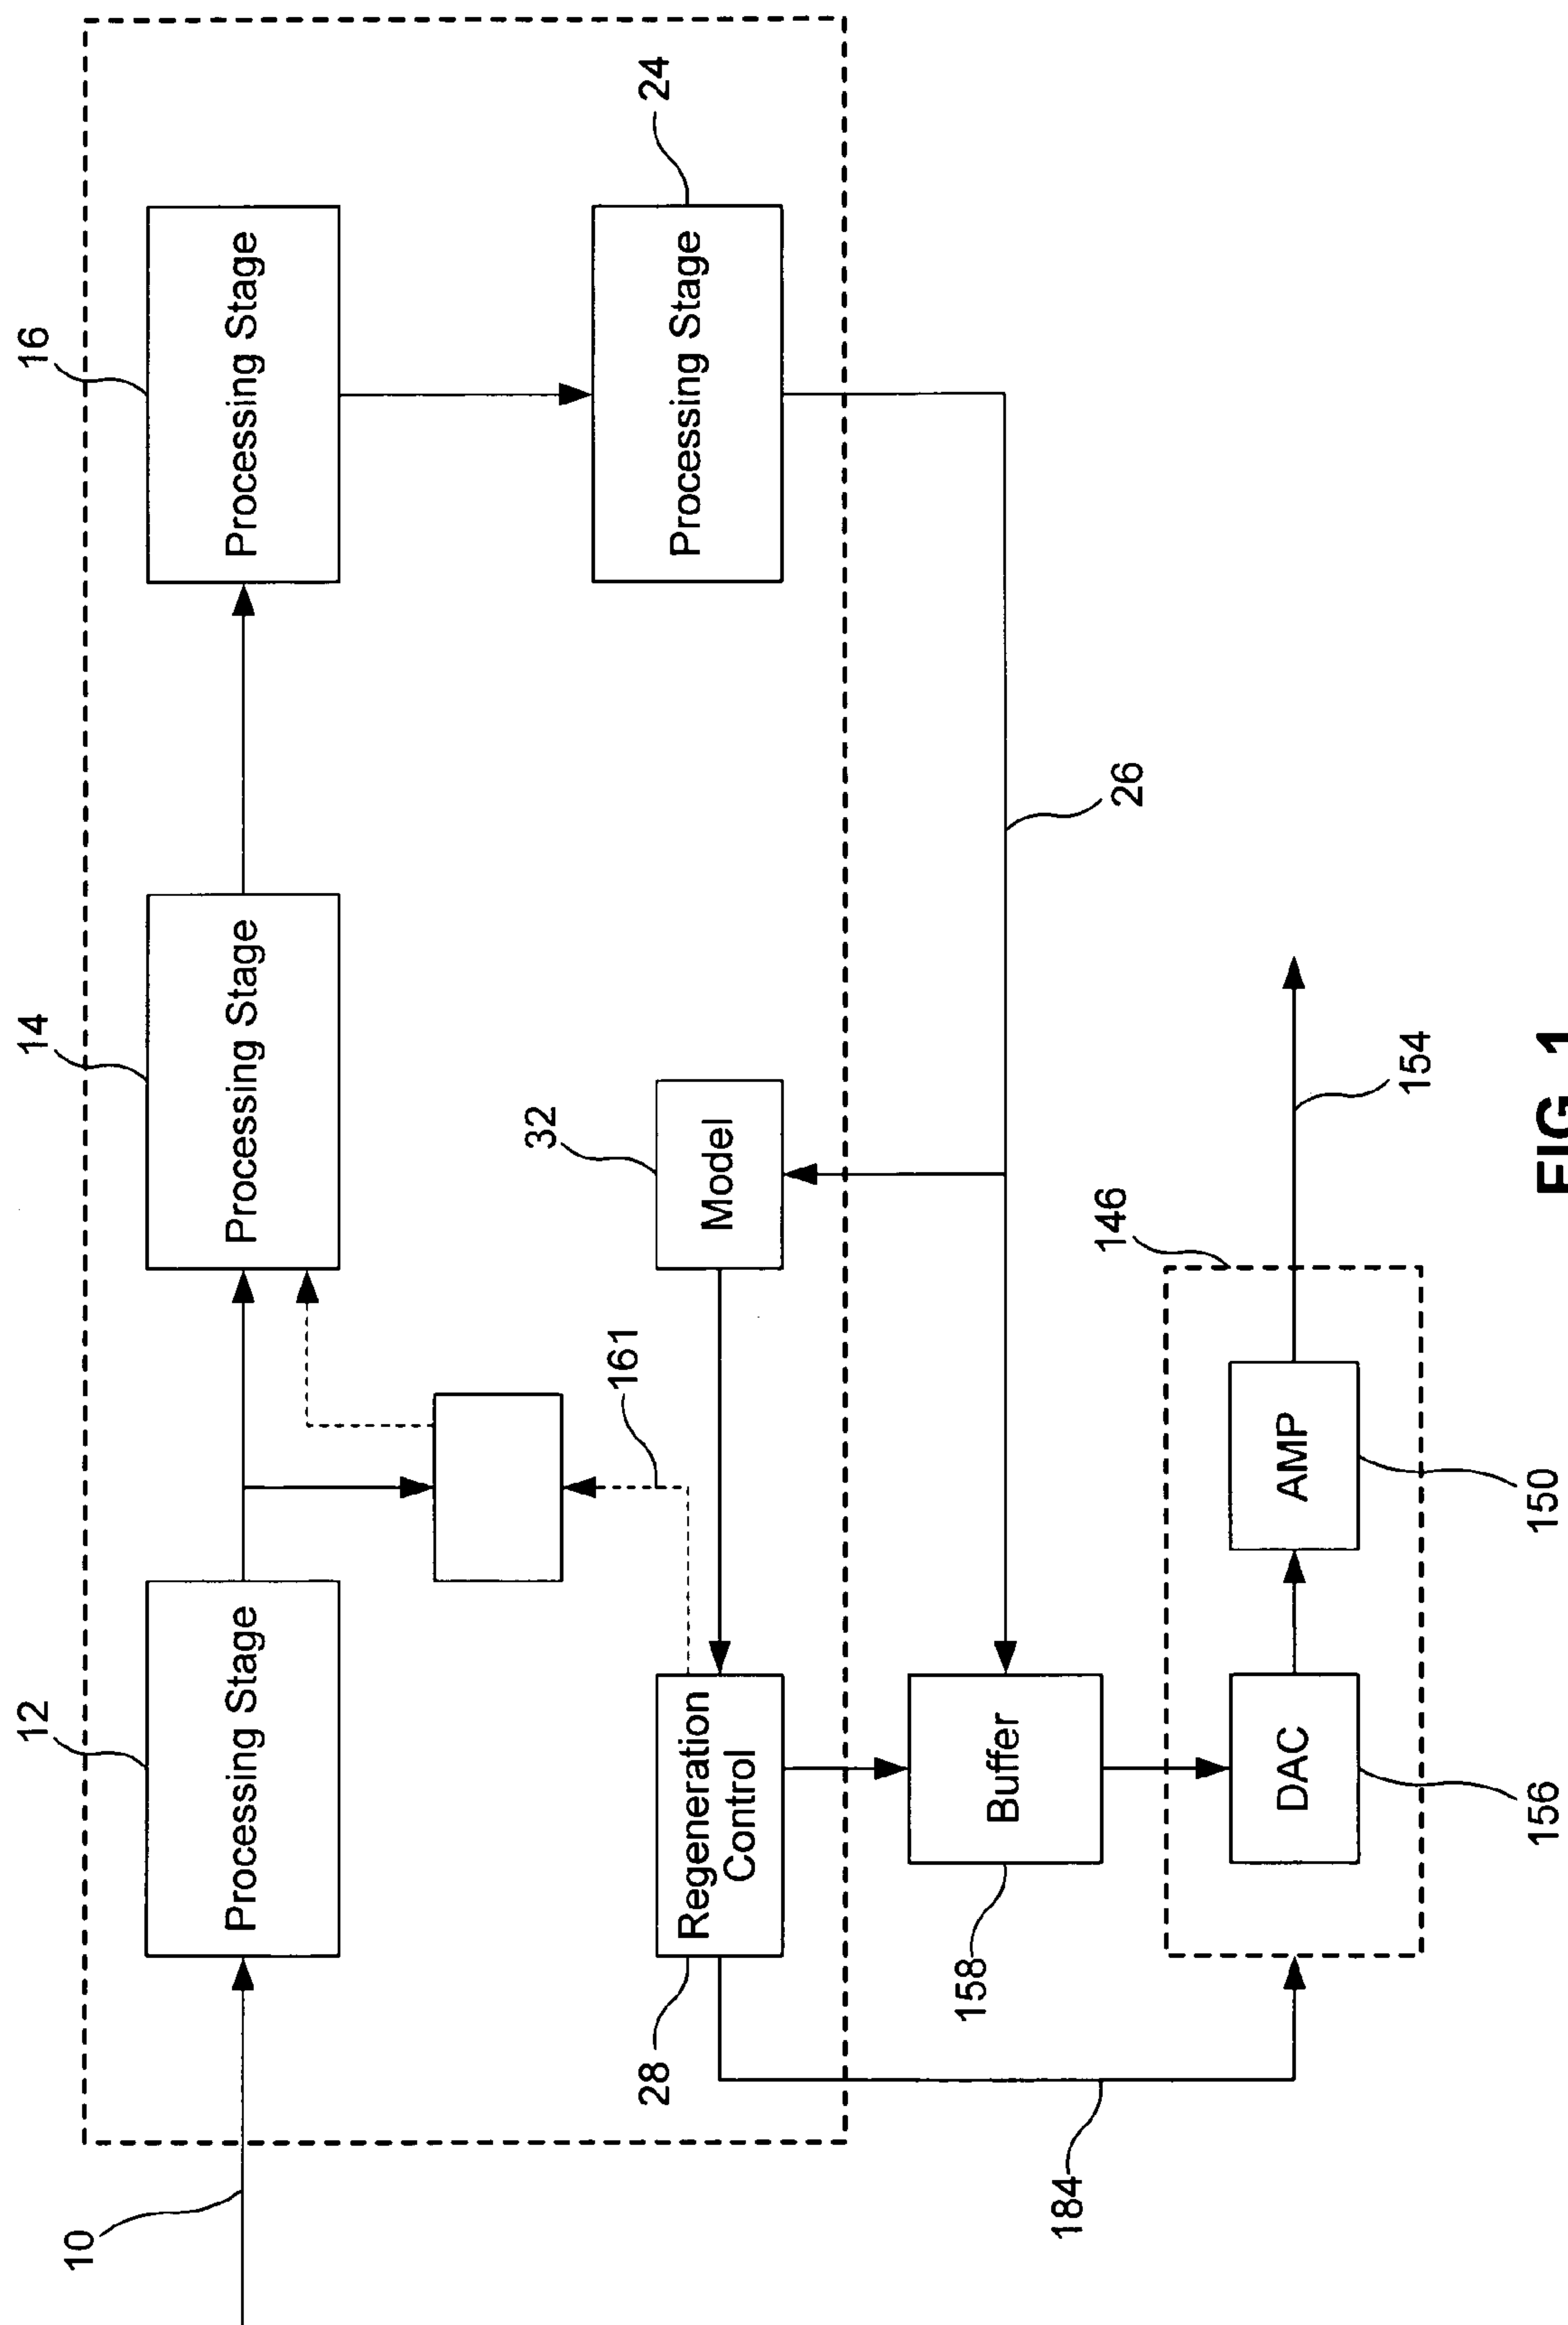 10
12
Processing Stage
14
Processing Stage
16
Processing Stage
Processing Stage
24
161
32
Model
28
Regeneration
Control
26
184
158
Buffer
146
DAC
156
AMP
150
154
FIG. 1